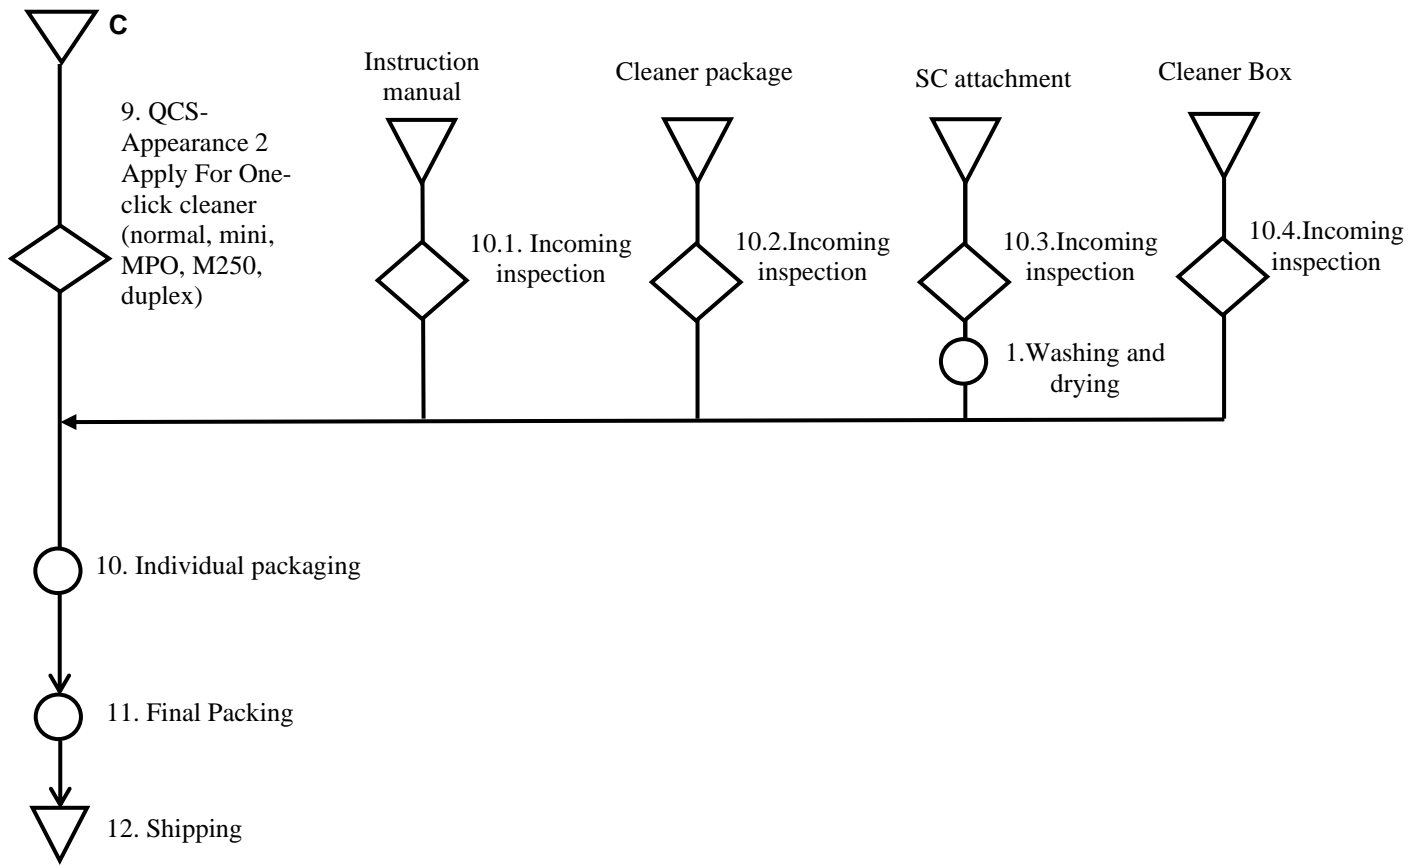 C
9. QCS-
Appearance 2
Apply For One-
click cleaner
(normal, mini,
MPO, M250,
duplex)
Instruction
manual
Cleaner package
SC attachment
Cleaner Box
10.1. Incoming
inspection
10.2.Incoming
inspection
10.3.Incoming
inspection
10.4.Incoming
inspection
1.Washing and
drying
10. Individual packaging
11. Final Packing
12. Shipping